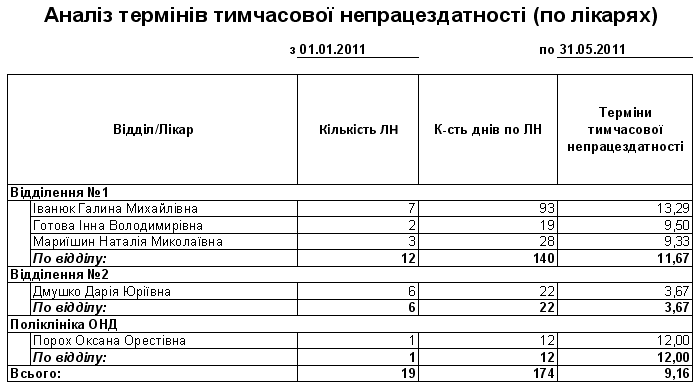 Аналіз термінів тимчасової непрацездатності (по лікарях)
з 01.01.2011 по 31.05.2011
Відділ/Лікар Кількість ЛН К-сть днів по ЛН Терміни тимчасової непрацездатності
Відділення №1
Іванюк Галина Михайлівна 7 93 13,29
Готова Інна Володимирівна 2 19 9,50
Мариїшин Наталія Миколаївна 3 28 9,33
По відділу: 12 140 11,67
Відділення №2
Дмушко Дарія Юріївна 6 22 3,67
По відділу: 6 22 3,67
Поліклініка ОНД
Порох Оксана Орестівна 1 12 12,00
По відділу: 1 12 12,00
Всього: 19 174 9,16